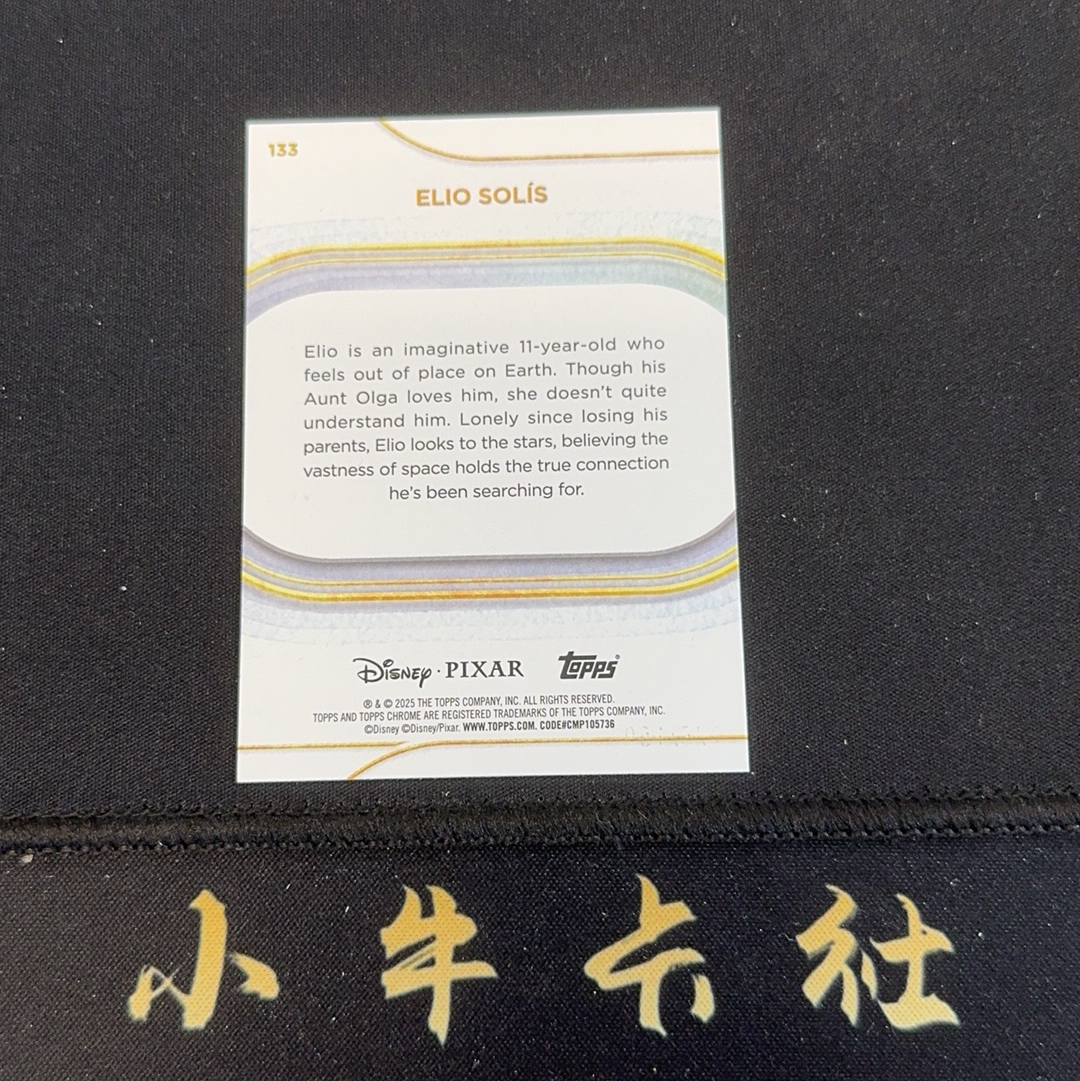 133
ELIO SOLÍS
Elio is an imaginative 11-year-old who
feels out of place on Earth. Though his
Aunt Olga loves him, she doesn't quite
understand him. Lonely since losing his
parents, Elio looks to the stars, believing the
vastness of space holds the true connection
he's been searching for.
Disney · PIXAR topps®
® & © 2025 THE TOPPS COMPANY, INC. ALL RIGHTS RESERVED.
TOPPS AND TOPPS CHROME ARE REGISTERED TRADEMARKS OF THE TOPPS COMPANY, INC.
©Disney ©Disney/Pixar. WWW.TOPPS.COM. CODE#CMP105736
小牛卡社